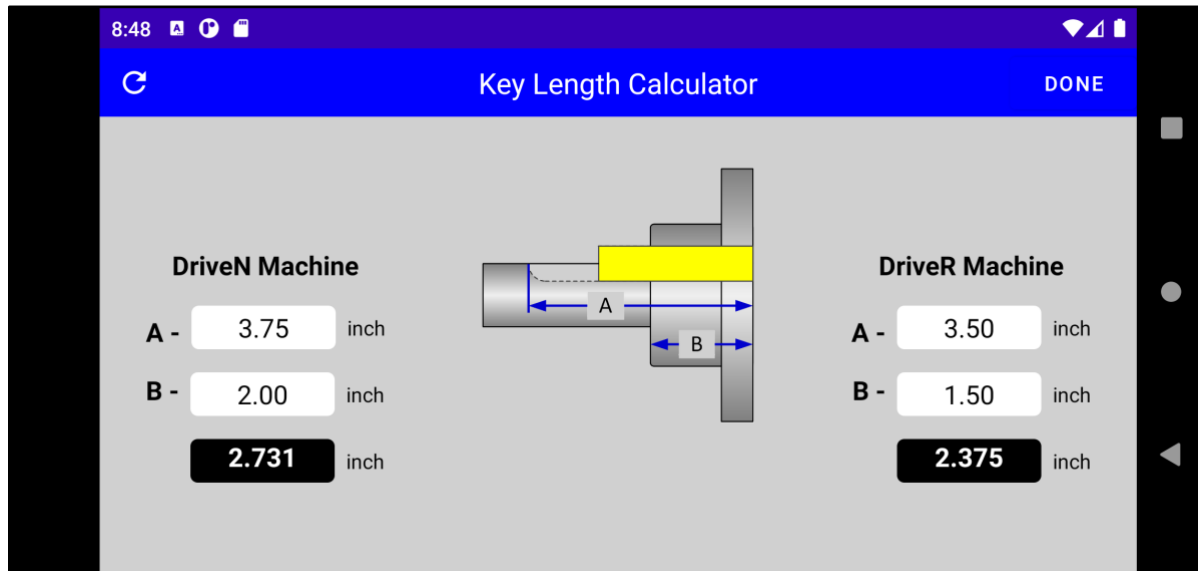 8:48
Key Length Calculator
DONE
DriveN Machine
A - 3.75 inch
B - 2.00 inch
2.731 inch
A
B
DriveR Machine
A - 3.50 inch
B - 1.50 inch
2.375 inch